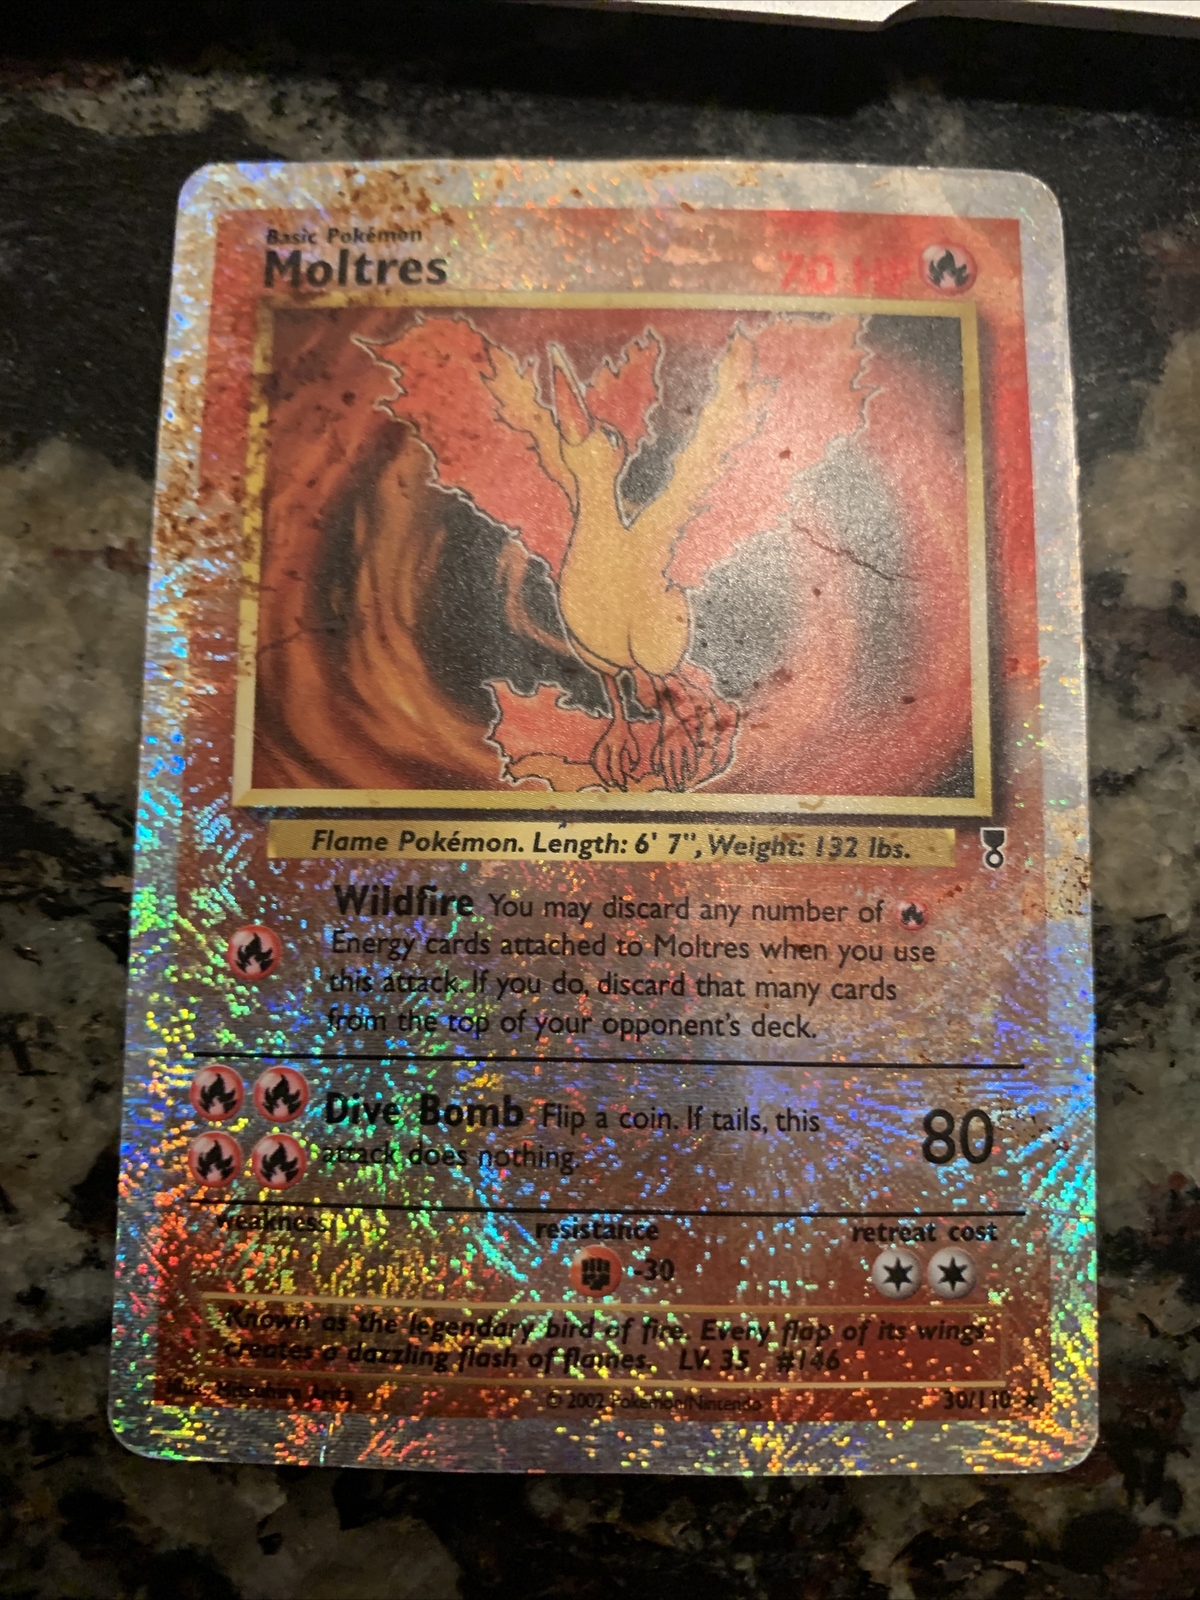 Basic Pokémon
Moltres 70 HP
Flame Pokémon. Length: 6' 7", Weight: 132 lbs.
Wildfire You may discard any number of
Energy cards attached to Moltres when you use
this attack. If you do, discard that many cards
from the top of your opponent's deck.
Dive Bomb Flip a coin. If tails, this
attack does nothing.
80
weakness resistance retreat cost
-30
Known as the legendary bird of fire. Every flap of its wings
creates a dazzling flash of flames. LV. 35 #146
Illus. Mitsuhiro Arita © 2002 Pokémon/Nintendo 30/110